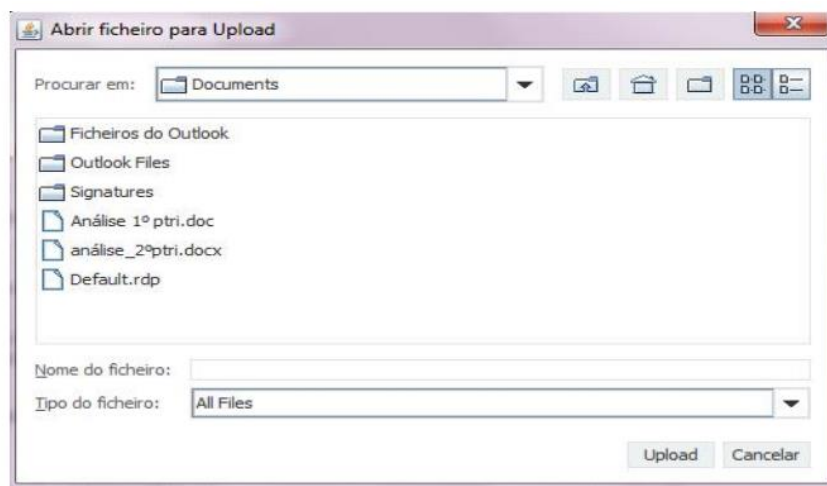 Abrir ficheiro para Upload
Procurar em: Documents
Ficheiros do Outlook
Outlook Files
Signatures
Análise 1º ptri.doc
análise_2ºptri.docx
Default.rdp
Nome do ficheiro:
Tipo do ficheiro: All Files
Upload Cancelar